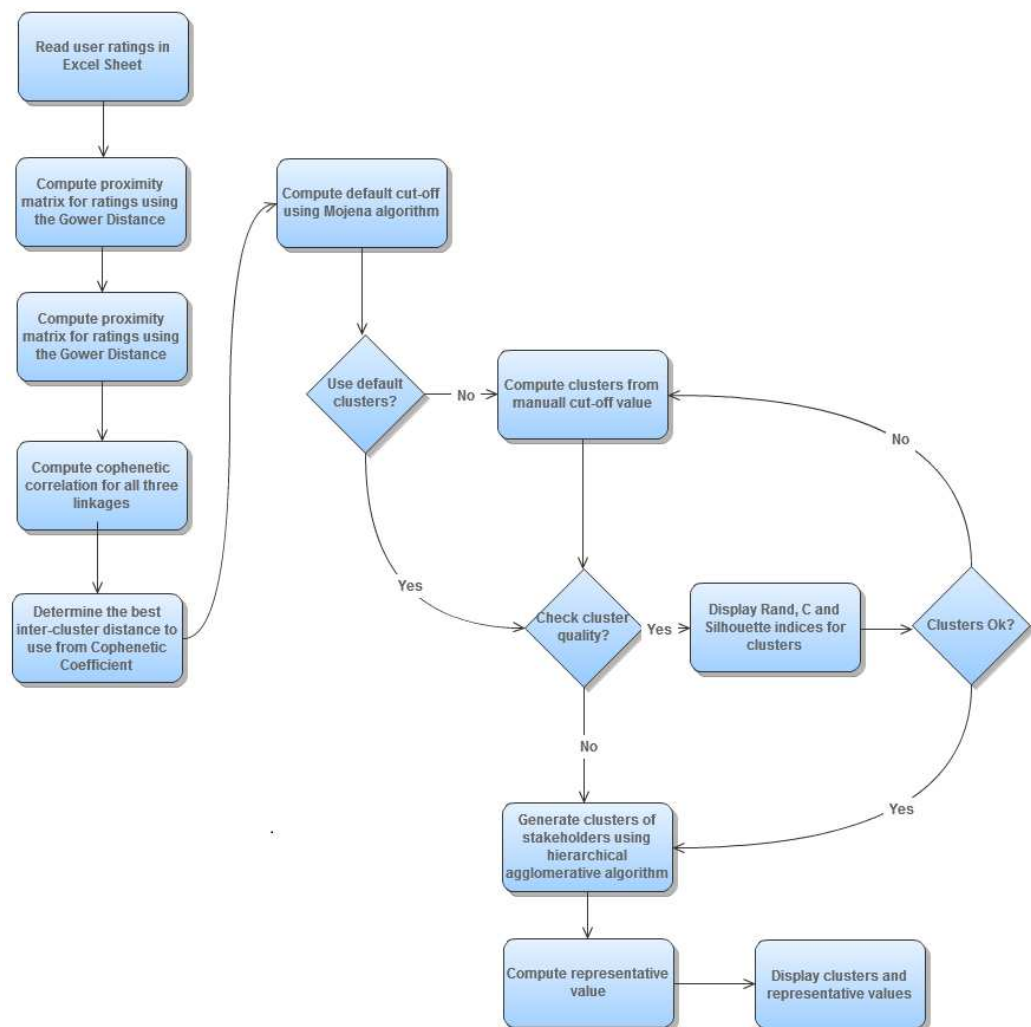 Read user ratings in
Excel Sheet
Compute proximity
matrix for ratings using
the Gower Distance
Compute proximity
matrix for ratings using
the Gower Distance
Compute cophenetic
correlation for all three
linkages
Determine the best
inter-cluster distance to
use from Cophenetic
Coefficient
Compute default cut-off
using Mojena algorithm
Use default
clusters?
No
Compute clusters from
manuall cut-off value
No
Yes
Check cluster
quality?
Yes
Display Rand, C and
Silhouette indices for
clusters
Clusters Ok?
No
Yes
Generate clusters of
stakeholders using
hierarchical
agglomerative algorithm
Compute representative
value
Display clusters and
representative values